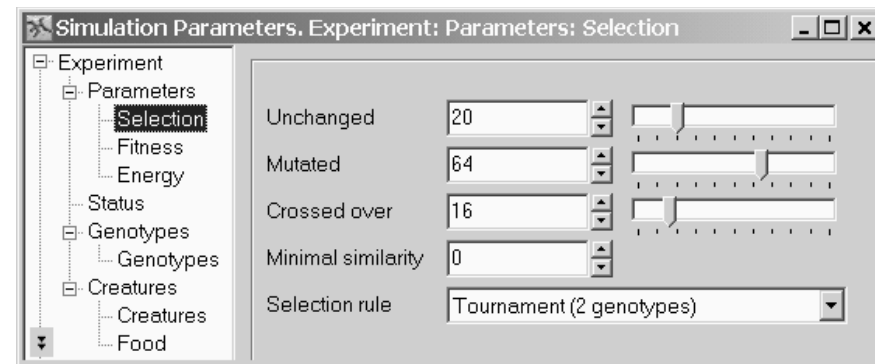 Simulation Parameters. Experiment: Parameters: Selection
Experiment
Parameters
Selection
Fitness
Energy
Status
Genotypes
Genotypes
Creatures
Creatures
Food
Unchanged 20
Mutated 64
Crossed over 16
Minimal similarity 0
Selection rule Tournament (2 genotypes)